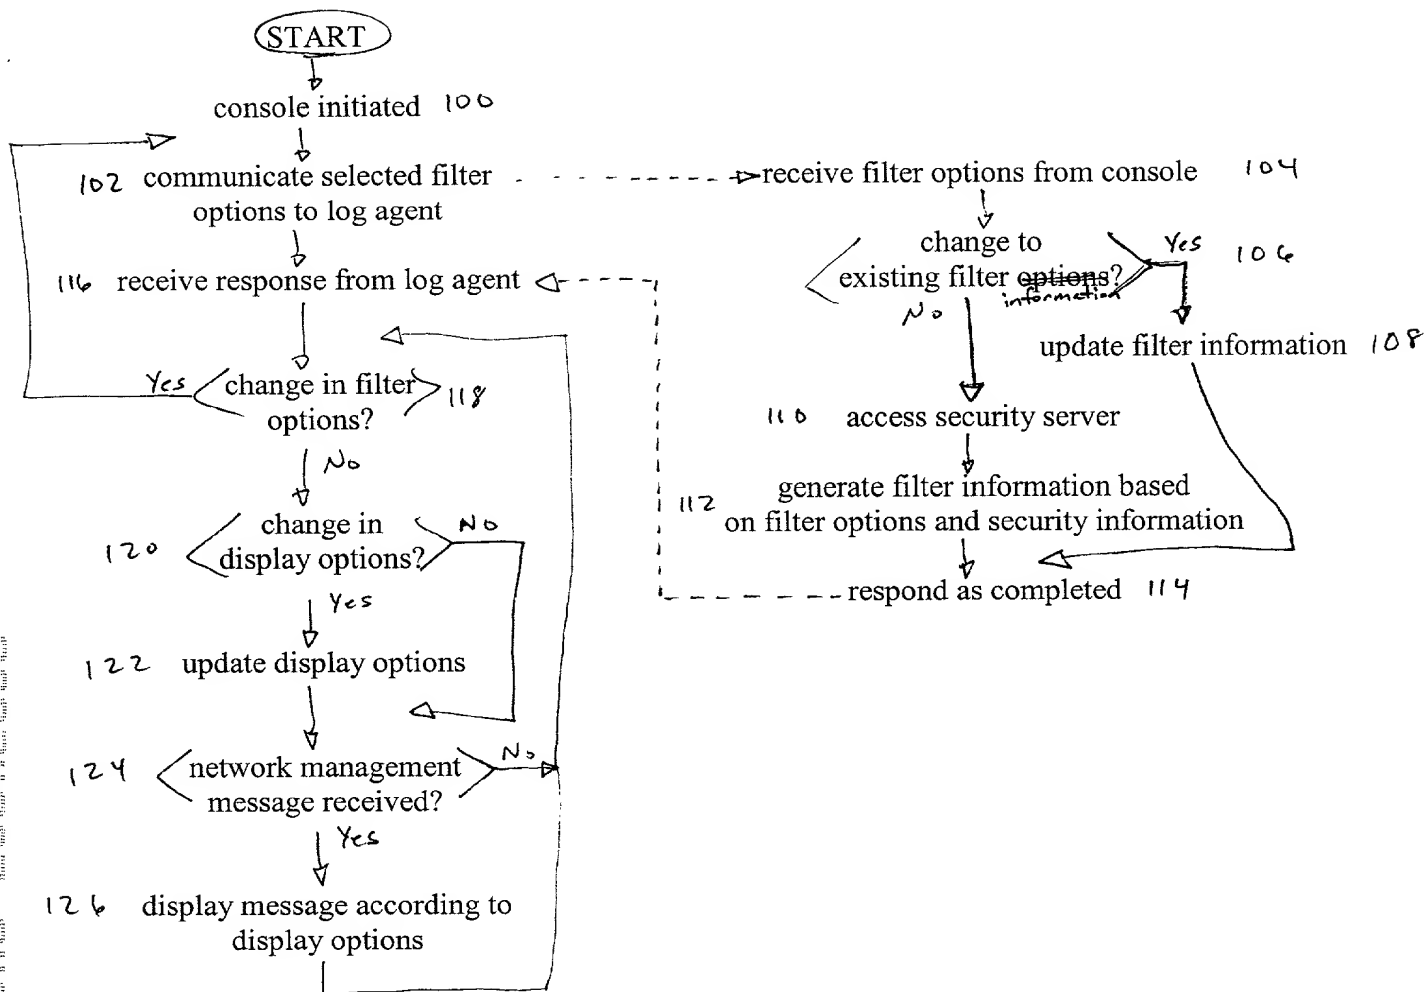 START
console initiated 100
102 communicate selected filter
options to log agent
116 receive response from log agent
Yes change in filter 118
options?
No
change in No
120 display options?
Yes
122 update display options
124 network management No
message received?
Yes
126 display message according to
display options
receive filter options from console 104
change to Yes 106
existing filter options?
information
No
update filter information 108
110 access security server
generate filter information based
112 on filter options and security information
respond as completed 114